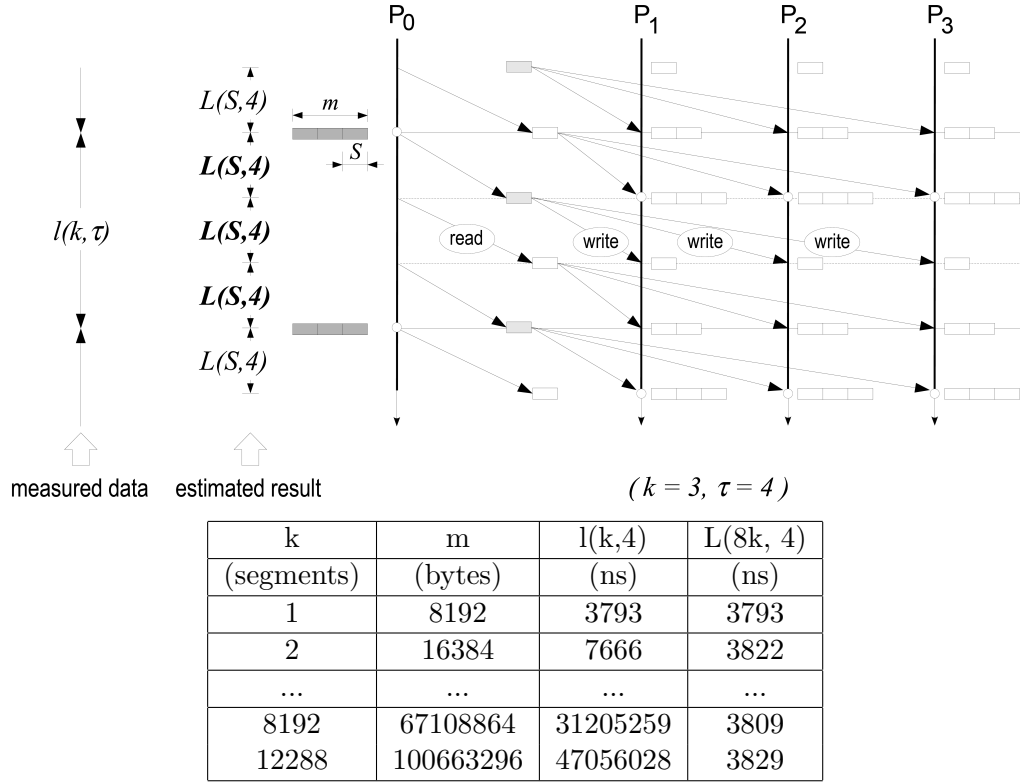 P0 P1 P2 P3
L(S,4)
m
S
L(S,4)
l(k,τ)
L(S,4)
read write write write
L(S,4)
L(S,4)
measured data estimated result
( k = 3, τ = 4 )
k m l(k,4) L(8k, 4)
(segments) (bytes) (ns) (ns)
1 8192 3793 3793
2 16384 7666 3822
... ... ... ...
8192 67108864 31205259 3809
12288 100663296 47056028 3829